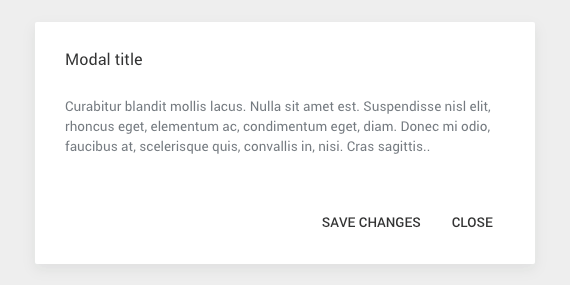 Modal title
Curabitur blandit mollis lacus. Nulla sit amet est. Suspendisse nisl elit,
rhoncus eget, elementum ac, condimentum eget, diam. Donec mi odio,
faucibus at, scelerisque quis, convallis in, nisi. Cras sagittis..
SAVE CHANGES CLOSE